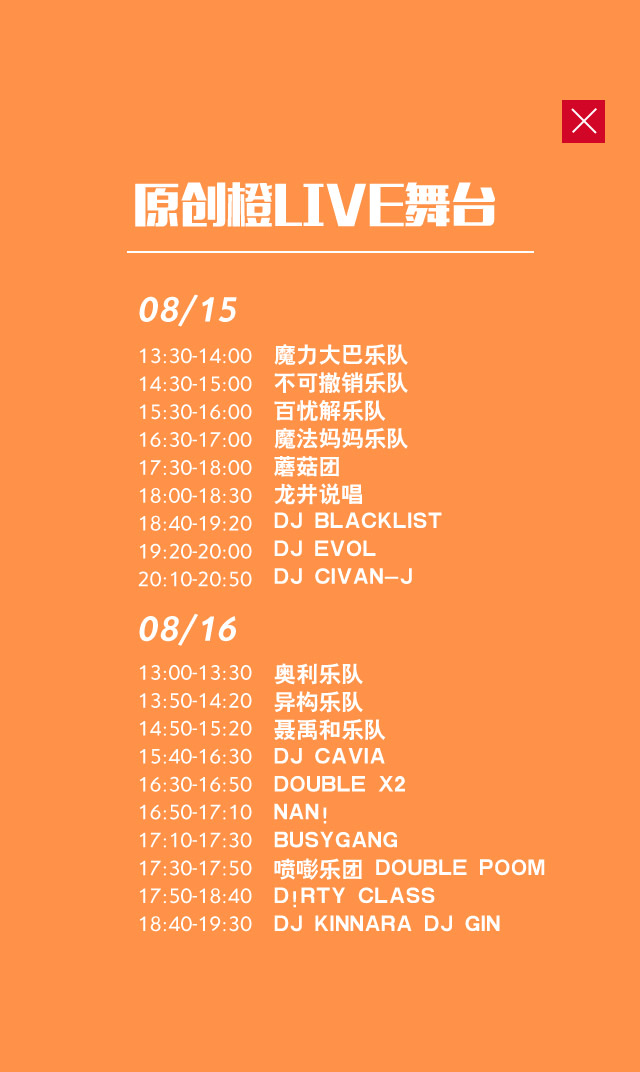 原创橙LIVE舞台
08/15
13:30-14:00 魔力大巴乐队
14:30-15:00 不可撤销乐队
15:30-16:00 百忧解乐队
16:30-17:00 魔法妈妈乐队
17:30-18:00 蘑菇团
18:00-18:30 龙井说唱
18:40-19:20 DJ BLACKLIST
19:20-20:00 DJ EVOL
20:10-20:50 DJ CIVAN-J
08/16
13:00-13:30 奥利乐队
13:50-14:20 异构乐队
14:50-15:20 聂禹和乐队
15:40-16:30 DJ CAVIA
16:30-16:50 DOUBLE X2
16:50-17:10 NAN!
17:10-17:30 BUSYGANG
17:30-17:50 喷嘭乐团 DOUBLE POOM
17:50-18:40 D!RTY CLASS
18:40-19:30 DJ KINNARA DJ GIN